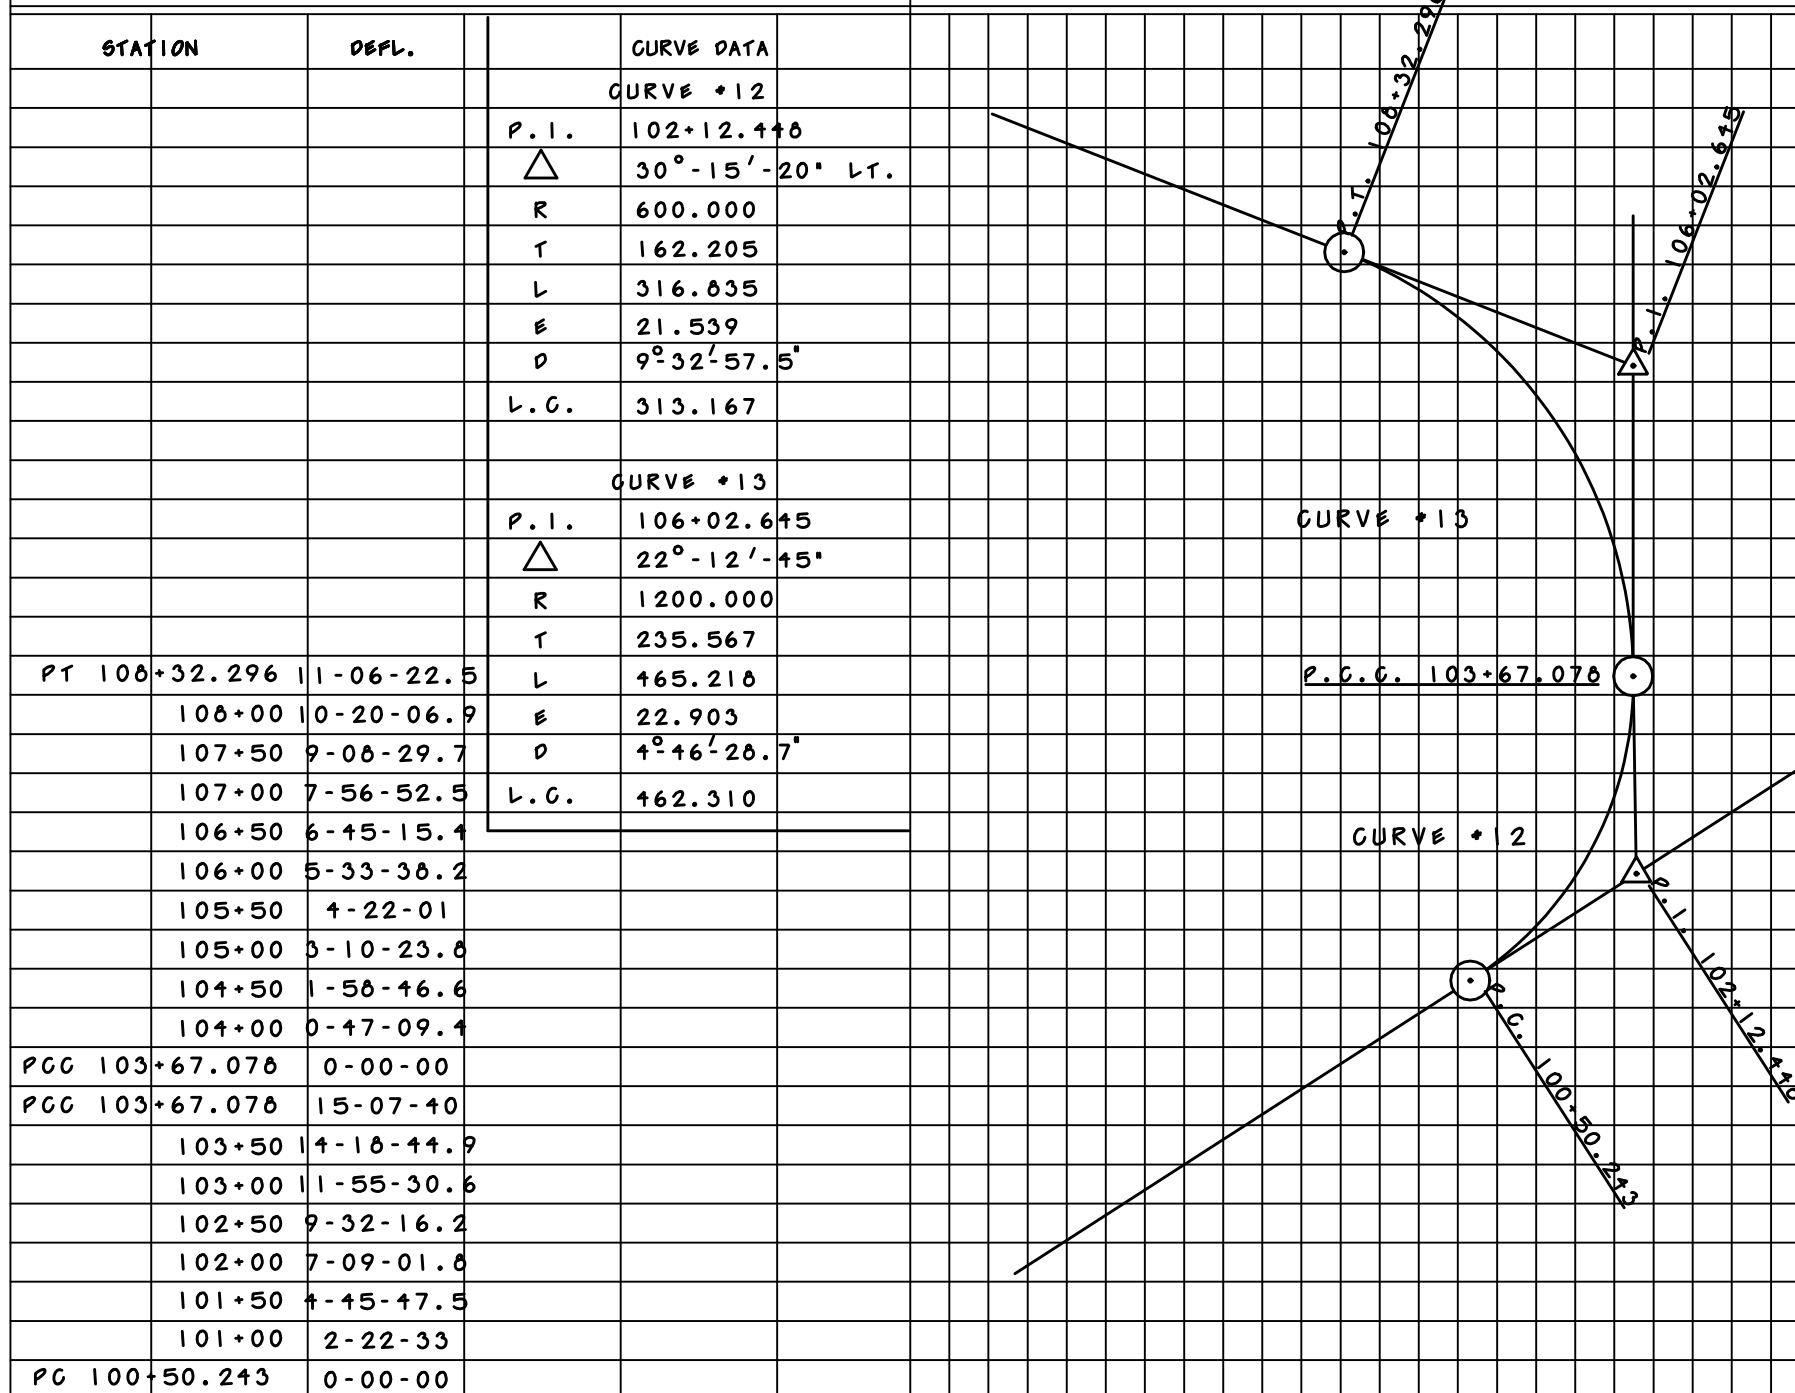 STATION DEFL. CURVE DATA
CURVE #12
P.I. 102+12.448
△ 30°-15'-20" LT.
R 600.000
T 162.205
L 316.835
E 21.539
D 9°-32'-57.5"
L.C. 313.167
CURVE #13
P.I. 106+02.645
△ 22°-12'-45"
R 1200.000
T 235.567
PT 108+32.296 11-06-22.5 L 465.218
108+00 10-20-06.9 E 22.903
107+50 9-08-29.7 D 4°-46'-28.7"
107+00 7-56-52.5 L.C. 462.310
106+50 6-45-15.4
106+00 5-33-38.2
105+50 4-22-01
105+00 3-10-23.8
104+50 1-58-46.6
104+00 0-47-09.4
PCC 103+67.078 0-00-00
PCC 103+67.078 15-07-40
103+50 14-18-44.9
103+00 11-55-30.6
102+50 9-32-16.2
102+00 7-09-01.8
101+50 4-45-47.5
101+00 2-22-33
PC 100+50.243 0-00-00
P.T. 108+32.296
P.I. 106+02.645
CURVE #13
P.C.C. 103+67.078
CURVE #12
P.I. 102+12.448
P.C. 100+50.243